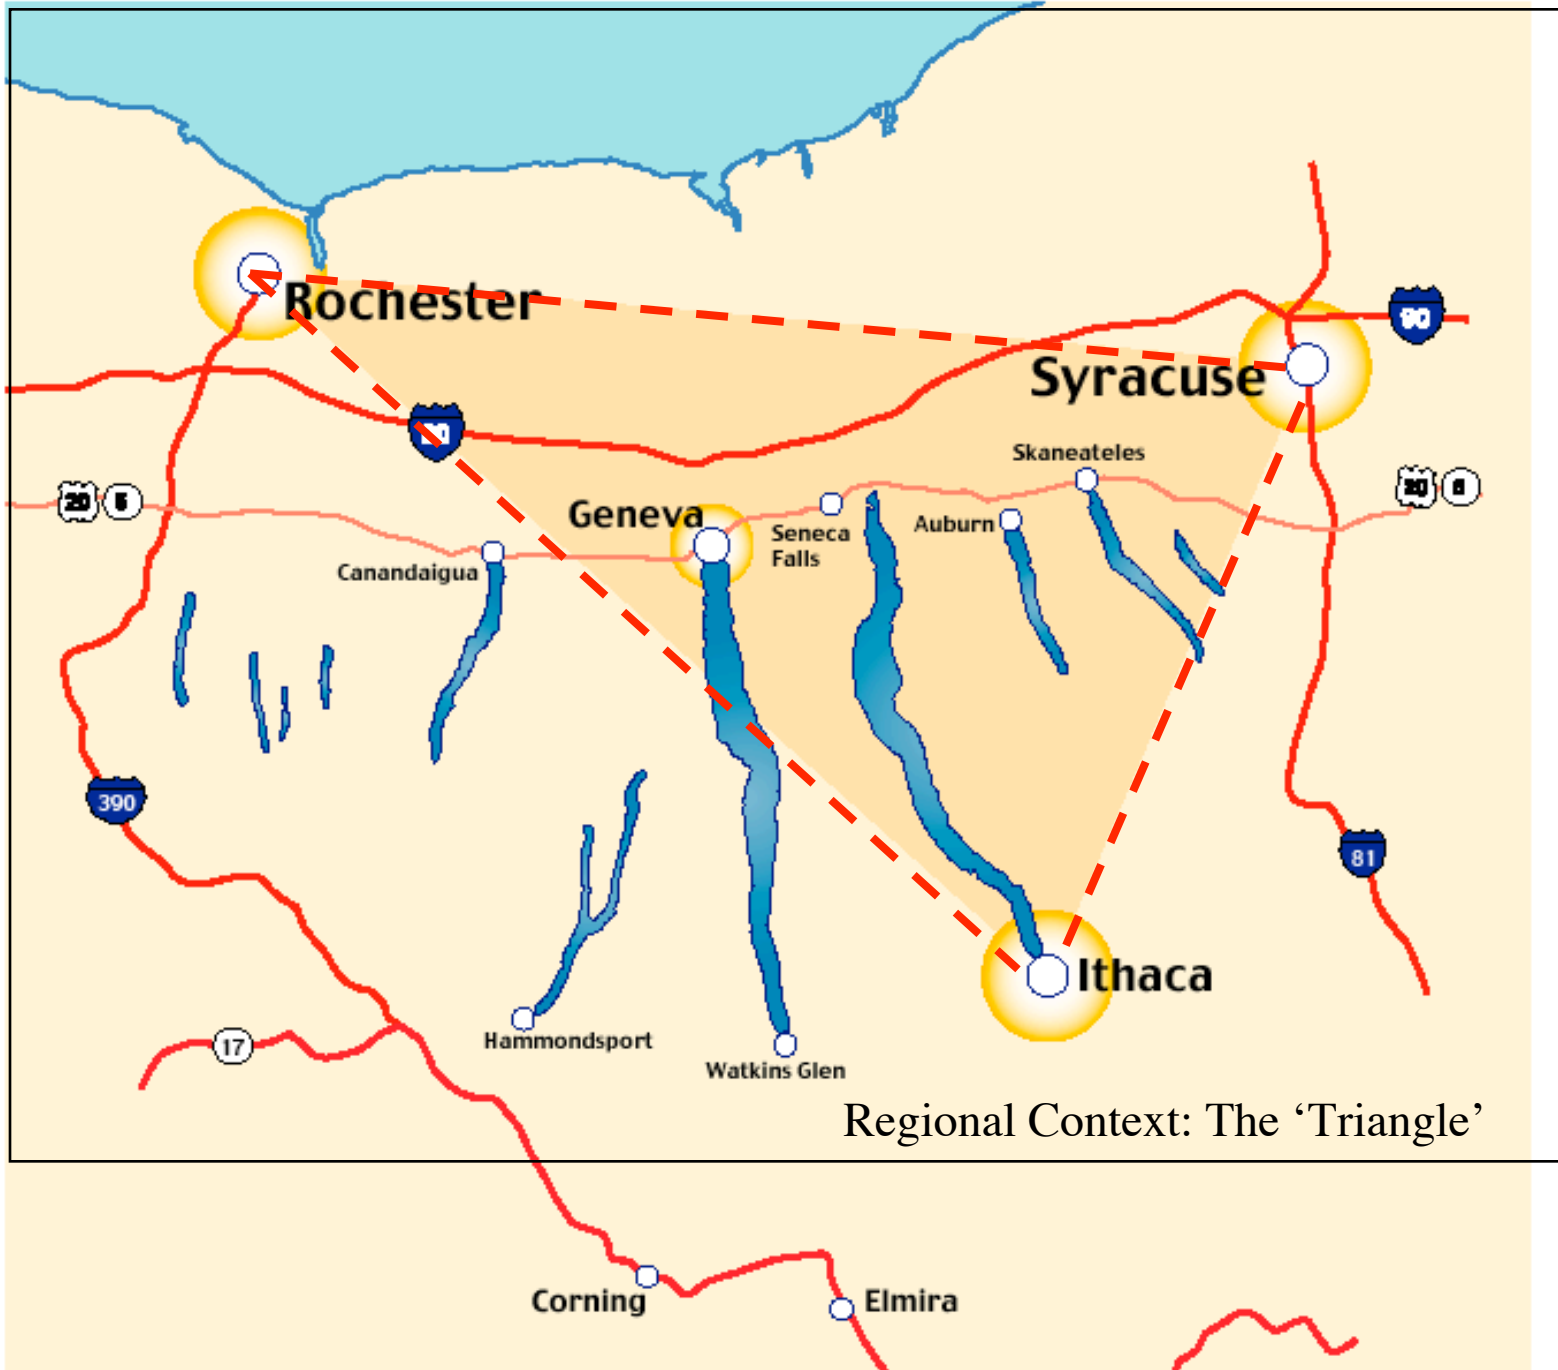 Rochester
90
Syracuse
Skaneateles
20 5
Geneva
Seneca
Falls
Auburn
20
Canandaigua
390
81
Ithaca
17
Hammondsport
Watkins Glen
Regional Context: The ‘Triangle’
Corning
Elmira